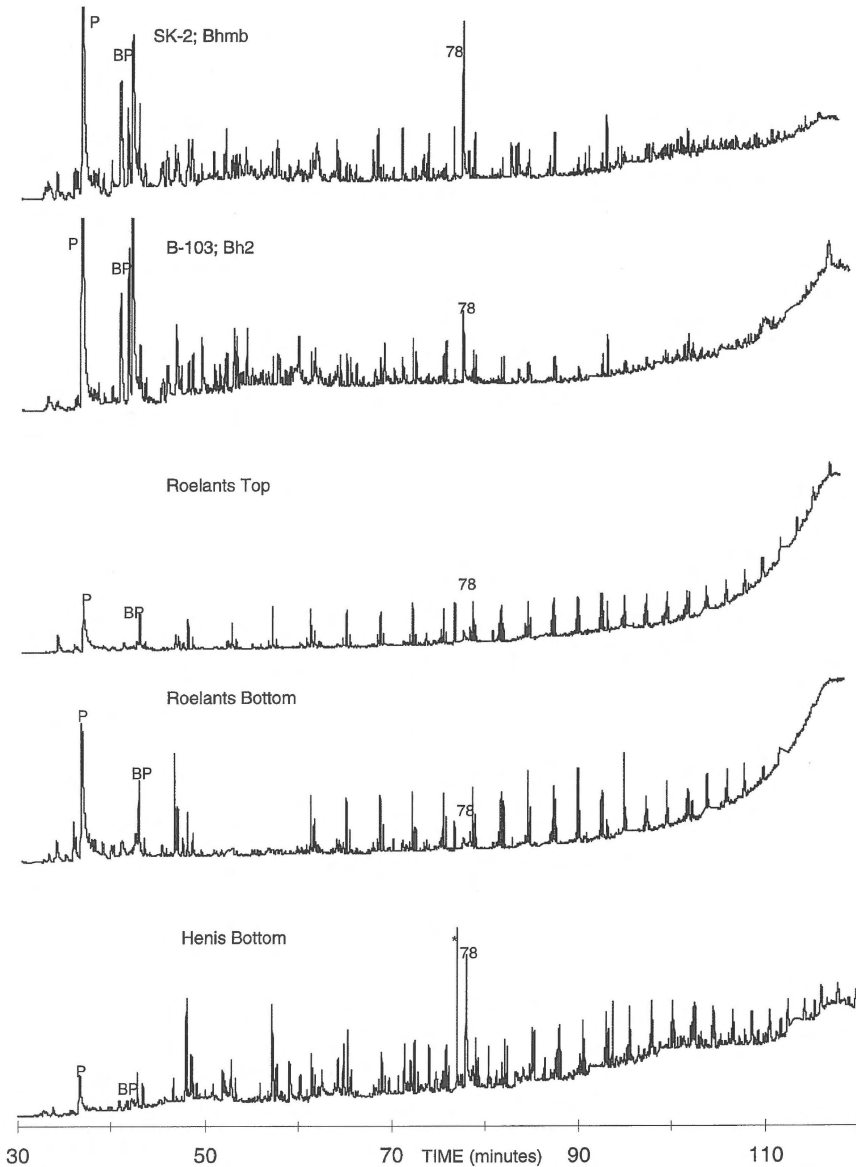 P
SK-2; Bhmb
BP
78
P
B-103; Bh2
BP
78
Roelants Top
P
BP
78
Roelants Bottom
P
BP
78
Henis Bottom
*
78
P
BP
30 50 70 TIME (minutes) 90 110